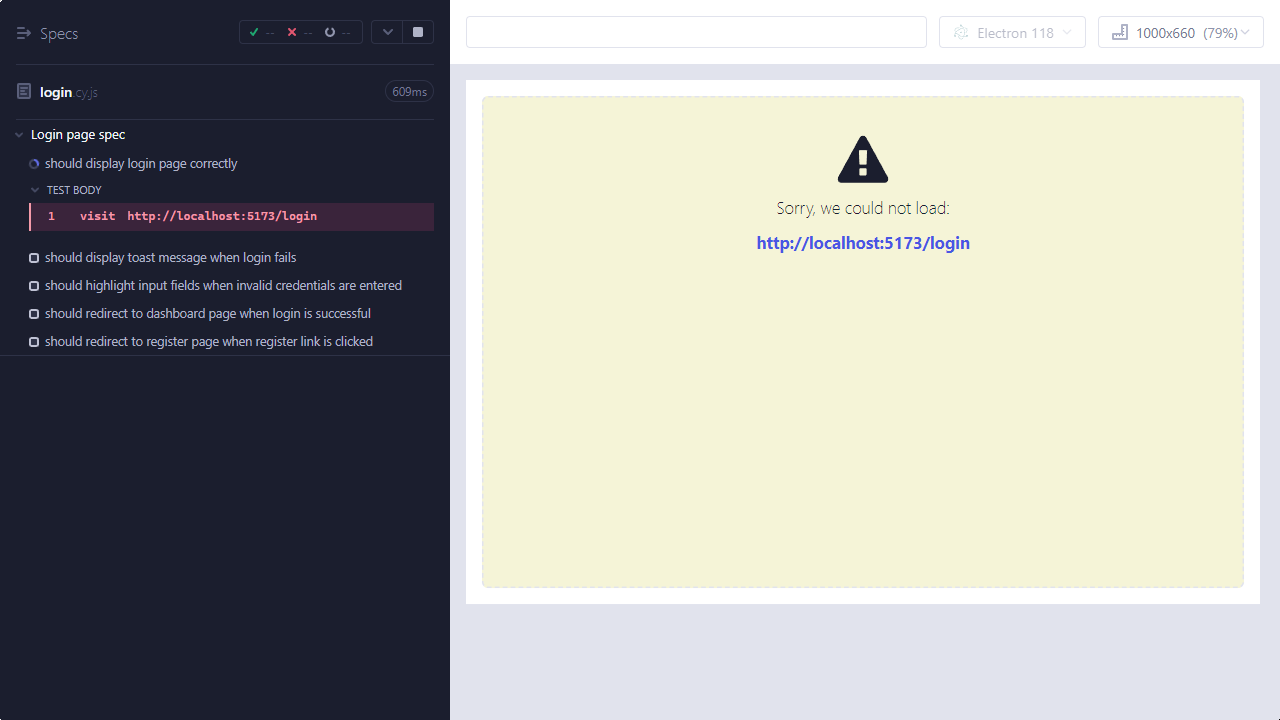 Specs
-- -- --
login.cy.js
609ms
Login page spec
should display login page correctly
TEST BODY
1 visit http://localhost:5173/login
should display toast message when login fails
should highlight input fields when invalid credentials are entered
should redirect to dashboard page when login is successful
should redirect to register page when register link is clicked
Electron 118
1000x660 (79%)
Sorry, we could not load:
http://localhost:5173/login